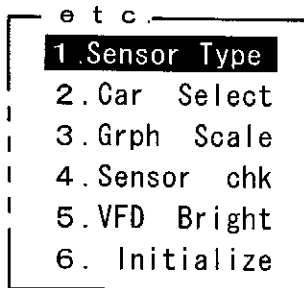 etc.
1.Sensor Type
2.Car Select
3.Grph Scale
4.Sensor chk
5.VFD Bright
6. Initialize